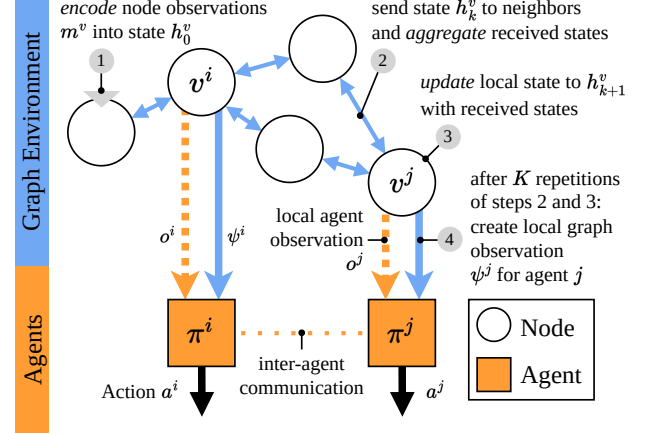 encode node observations
m^v into state h_0^v
send state h_k^v to neighbors
and aggregate received states
1
2
v^i
update local state to h_{k+1}^v
with received states
3
v^j
Graph Environment
after K repetitions
of steps 2 and 3:
create local graph
observation
ψ^j for agent j
local agent
observation
o^i
ψ^i
o^j
4
Agents
π^i
π^j
inter-agent
communication
Action a^i
a^j
Node
Agent